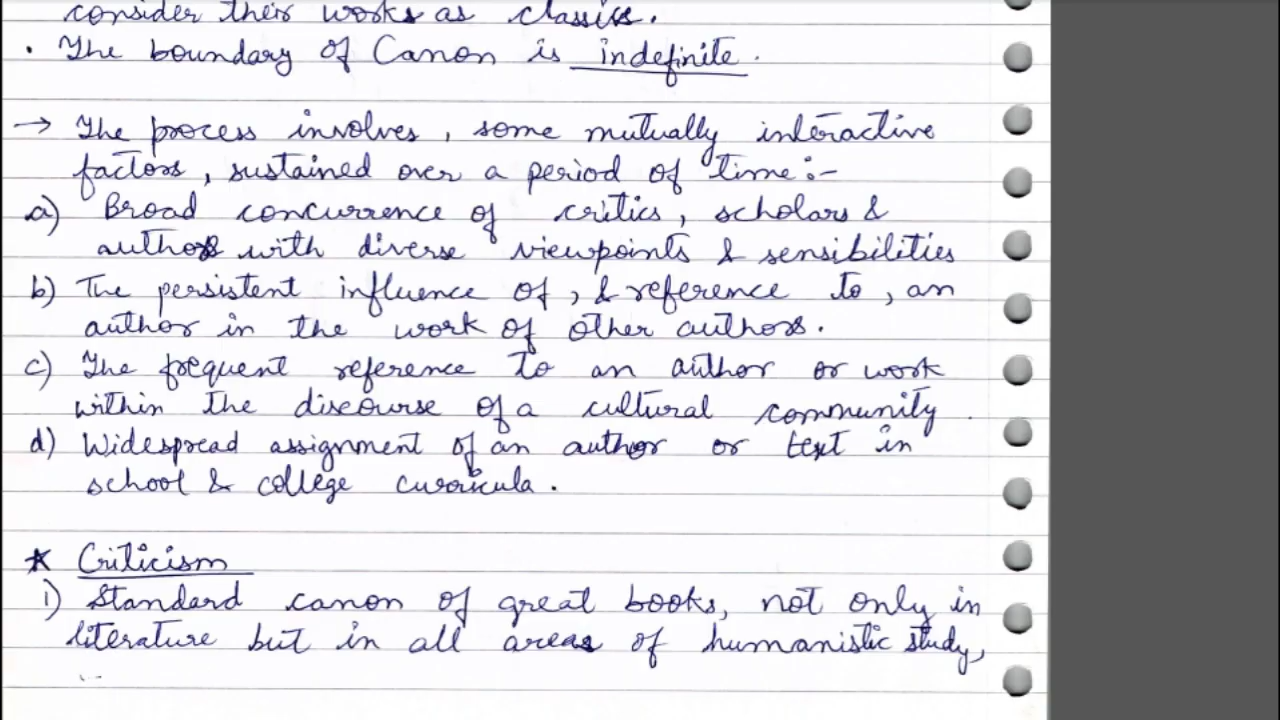 consider their works as classics.
. The boundary of Canon is indefinite.
→ The process involves, some mutually interactive
factors, sustained over a period of time:-
a) Broad concurrence of critics, scholars &
authors with diverse viewpoints & sensibilities
b) The persistent influence of, & reference to, an
author in the work of other authors.
c) The frequent reference to an author or work
within the discourse of a cultural community.
d) Widespread assignment of an author or text in
school & college curricula.
* Criticism
i) Standard canon of great books, not only in
literature but in all areas of humanistic study,